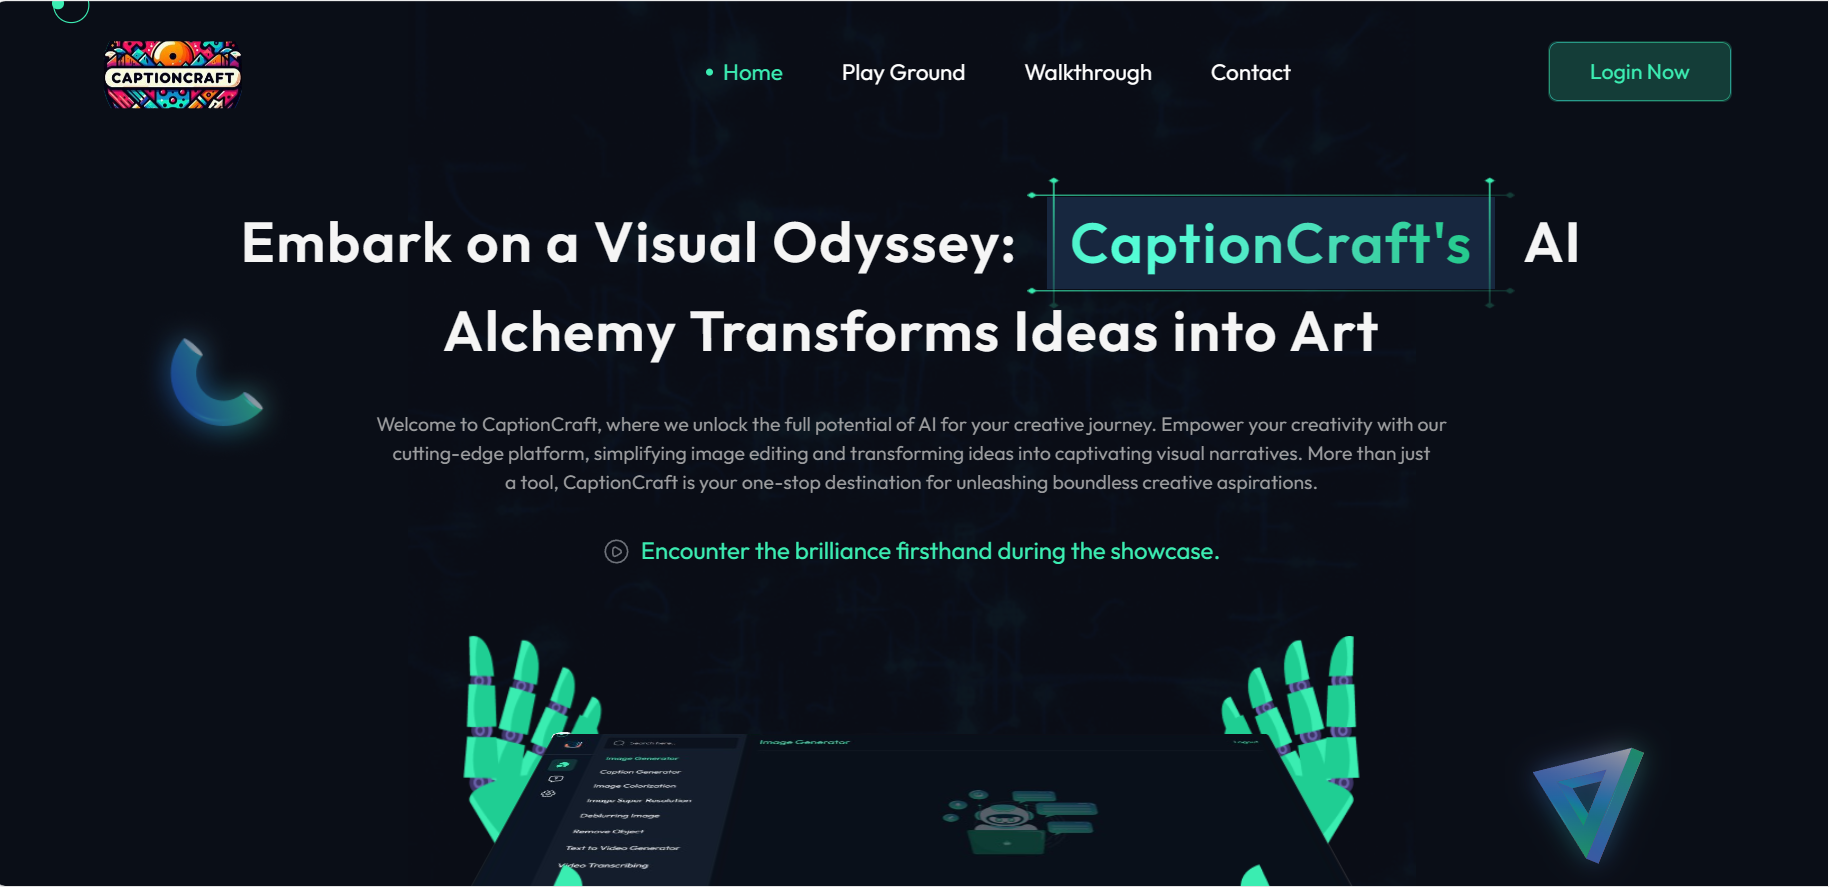 CAPTIONCRAFT
Home
Play Ground
Walkthrough
Contact
Login Now
Embark on a Visual Odyssey: CaptionCraft's AI
Alchemy Transforms Ideas into Art
Welcome to CaptionCraft, where we unlock the full potential of AI for your creative journey. Empower your creativity with our
cutting-edge platform, simplifying image editing and transforming ideas into captivating visual narratives. More than just
a tool, CaptionCraft is your one-stop destination for unleashing boundless creative aspirations.
Encounter the brilliance firsthand during the showcase.
Search here..
Image Generator
Logout
Image Generator
Caption Generator
Image Colorization
Image Super Resolution
Deblurring Image
Remove Object
Text to Video Generator
Video Transcribing